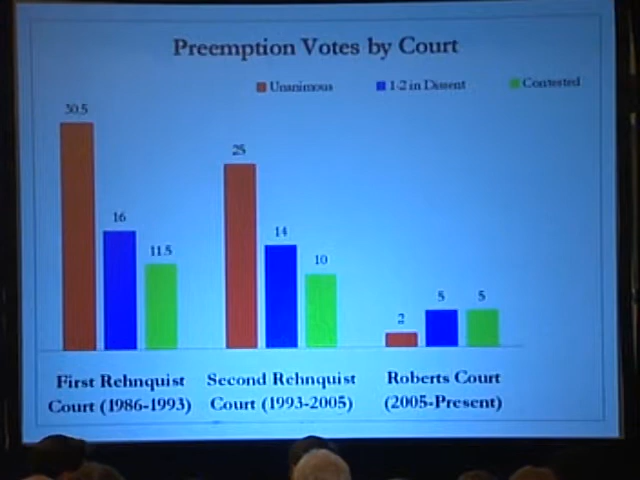 Preemption Votes by Court
Unanimous 1-2 in Dissent Contested
30.5
16
11.5
25
14
10
2
5
5
First Rehnquist
Court (1986-1993)
Second Rehnquist
Court (1993-2005)
Roberts Court
(2005-Present)